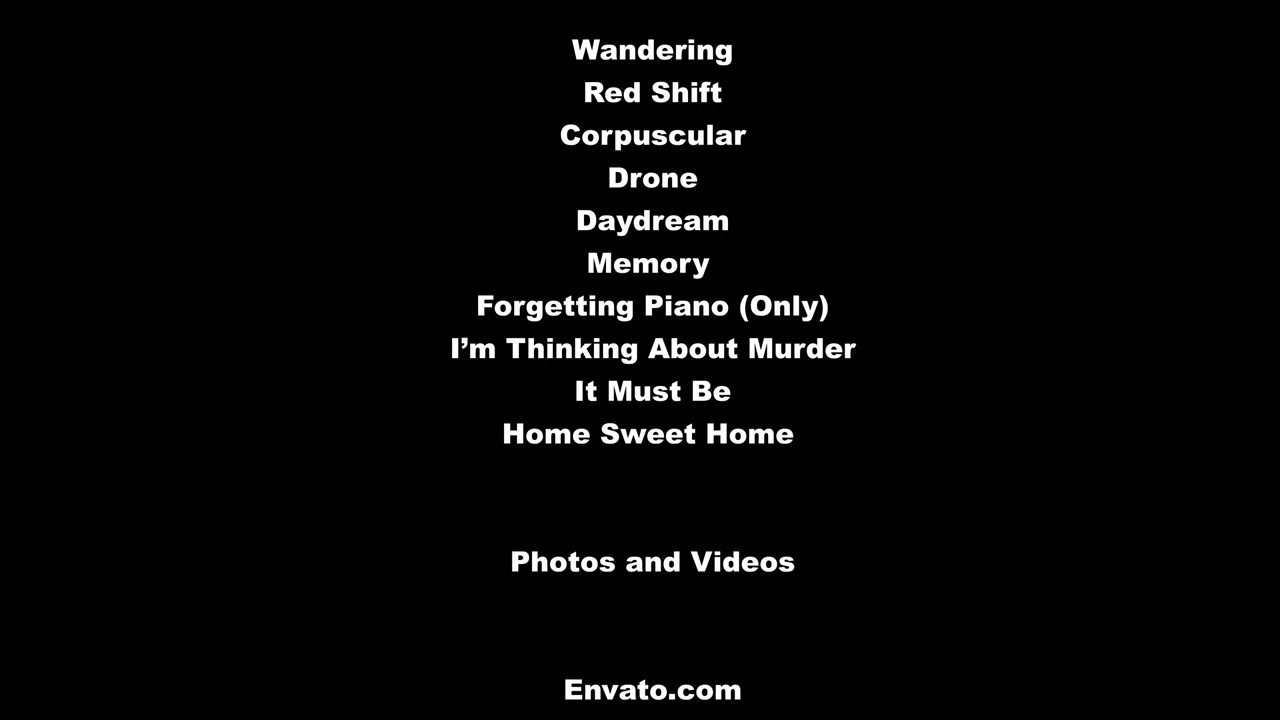 Wandering
Red Shift
Corpuscular
Drone
Daydream
Memory
Forgetting Piano (Only)
I’m Thinking About Murder
It Must Be
Home Sweet Home
Photos and Videos
Envato.com